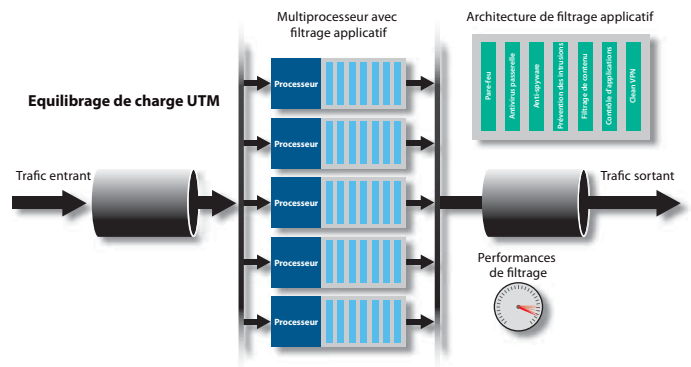 Multiprocesseur avec
filtrage applicatif
Architecture de filtrage applicatif
Pare-feu
Antivirus passerelle
Anti-spyware
Prévention des intrusions
Filtrage de contenu
Contrôle d'applications
Clean VPN
Equilibrage de charge UTM
Processeur
Processeur
Processeur
Processeur
Processeur
Trafic entrant
Trafic sortant
Performances
de filtrage